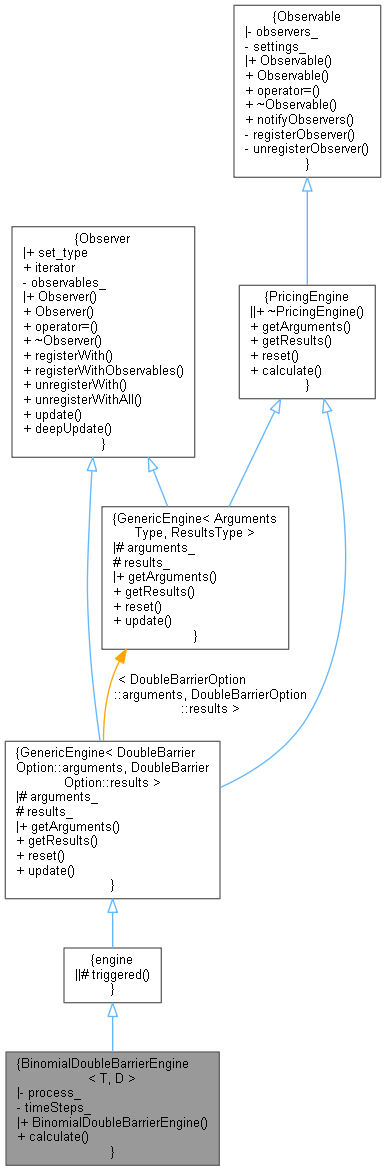 {Observable
|- observers_
- settings_
|+ Observable()
+ Observable()
+ operator=()
+ ~Observable()
+ notifyObservers()
- registerObserver()
- unregisterObserver()
}
{Observer
|+ set_type
+ iterator
- observables_
|+ Observer()
+ Observer()
+ operator=()
+ ~Observer()
+ registerWith()
+ registerWithObservables()
+ unregisterWith()
+ unregisterWithAll()
+ update()
+ deepUpdate()
}
{PricingEngine
||+ ~PricingEngine()
+ getArguments()
+ getResults()
+ reset()
+ calculate()
}
{GenericEngine< Arguments
Type, ResultsType >
|# arguments_
# results_
|+ getArguments()
+ getResults()
+ reset()
+ update()
}
< DoubleBarrierOption
::arguments, DoubleBarrierOption
::results >
{GenericEngine< DoubleBarrier
Option::arguments, DoubleBarrier
Option::results >
|# arguments_
# results_
|+ getArguments()
+ getResults()
+ reset()
+ update()
}
{engine
||# triggered()
}
{BinomialDoubleBarrierEngine
< T, D >
|- process_
- timeSteps_
|+ BinomialDoubleBarrierEngine()
+ calculate()
}